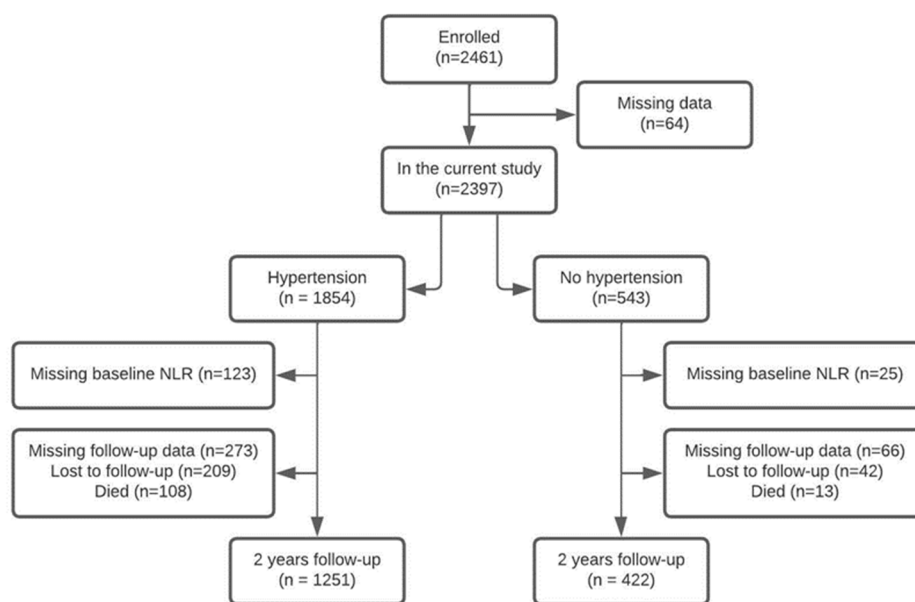 Enrolled
(n=2461)
Missing data
(n=64)
In the current study
(n=2397)
Hypertension
(n = 1854)
No hypertension
(n=543)
Missing baseline NLR (n=123)
Missing baseline NLR (n=25)
Missing follow-up data (n=273)
Lost to follow-up (n=209)
Died (n=108)
Missing follow-up data (n=66)
Lost to follow-up (n=42)
Died (n=13)
2 years follow-up
(n = 1251)
2 years follow-up
(n = 422)